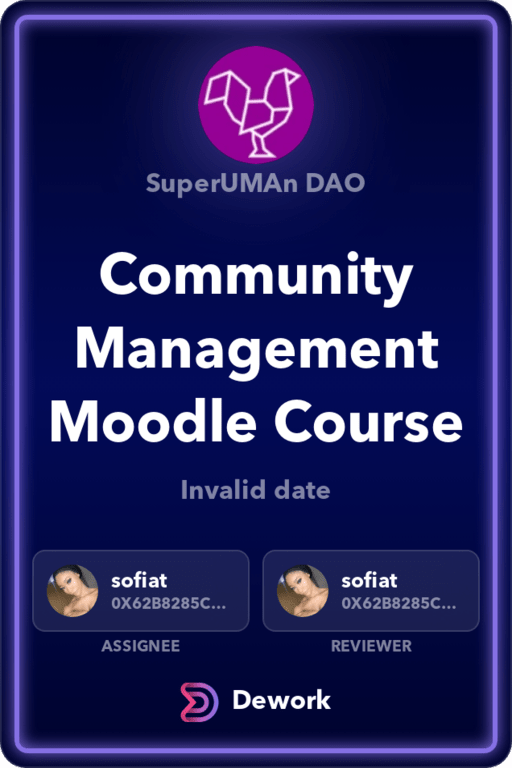 SuperUMAn DAO
Community
Management
Moodle Course
Invalid date
sofiat
0X62B8285C...
sofiat
0X62B8285C...
ASSIGNEE
REVIEWER
Dework